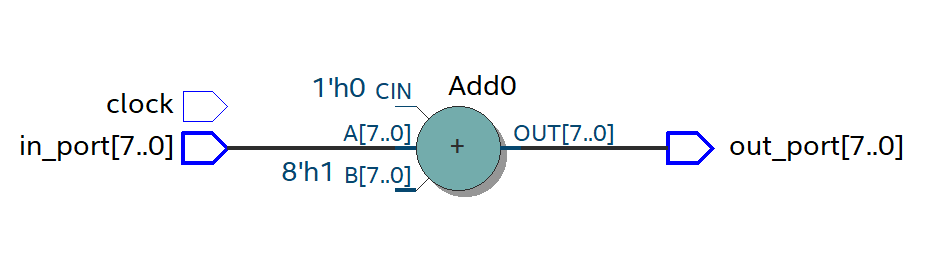 1'h0 CIN Add0
clock
in_port[7..0] A[7..0] + OUT[7..0] out_port[7..0]
8'h1 B[7..0]